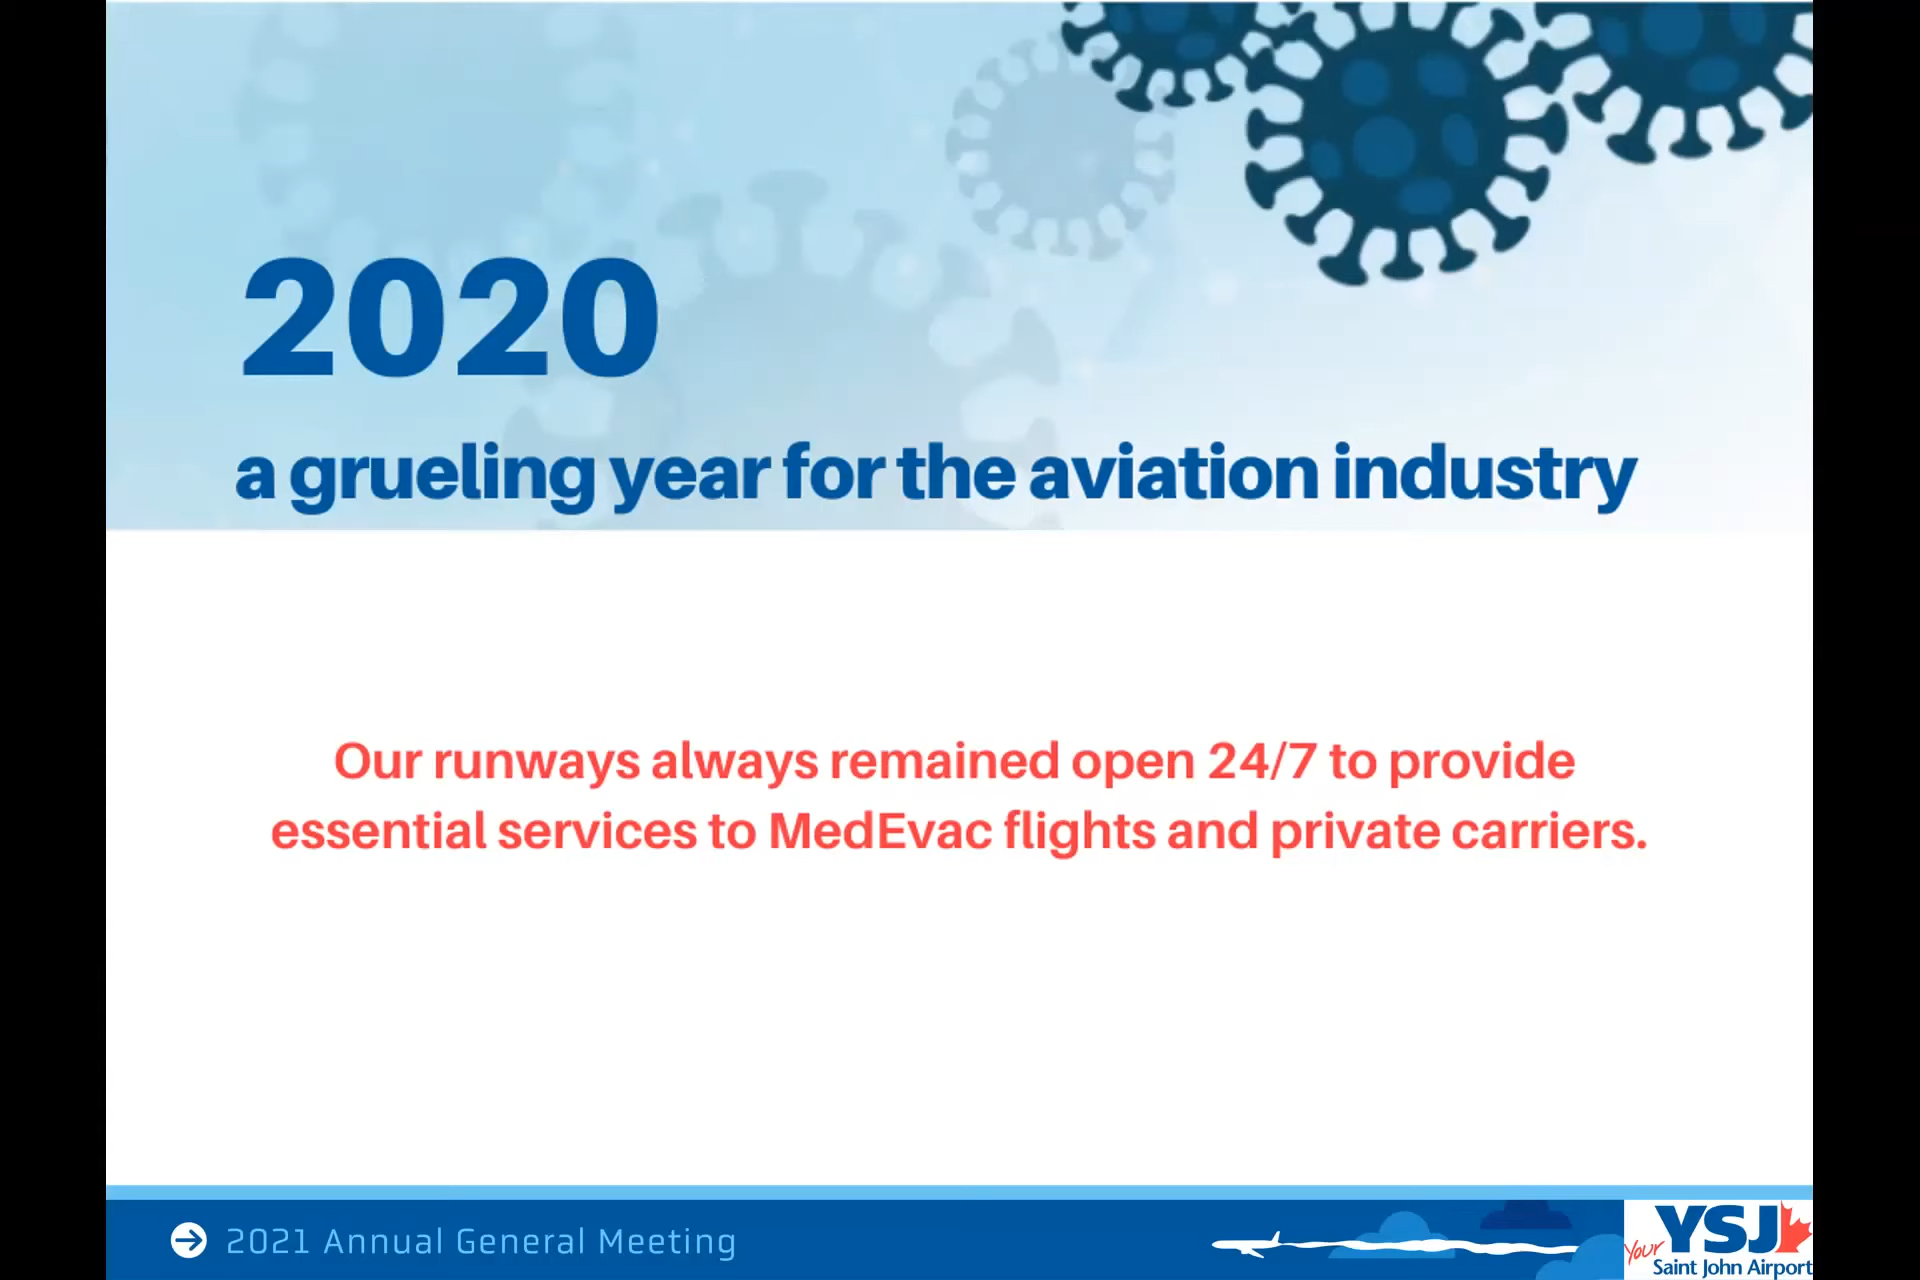 2020
a grueling year for the aviation industry
Our runways always remained open 24/7 to provide
essential services to MedEvac flights and private carriers.
2021 Annual General Meeting
Your YSJ
Saint John Airport